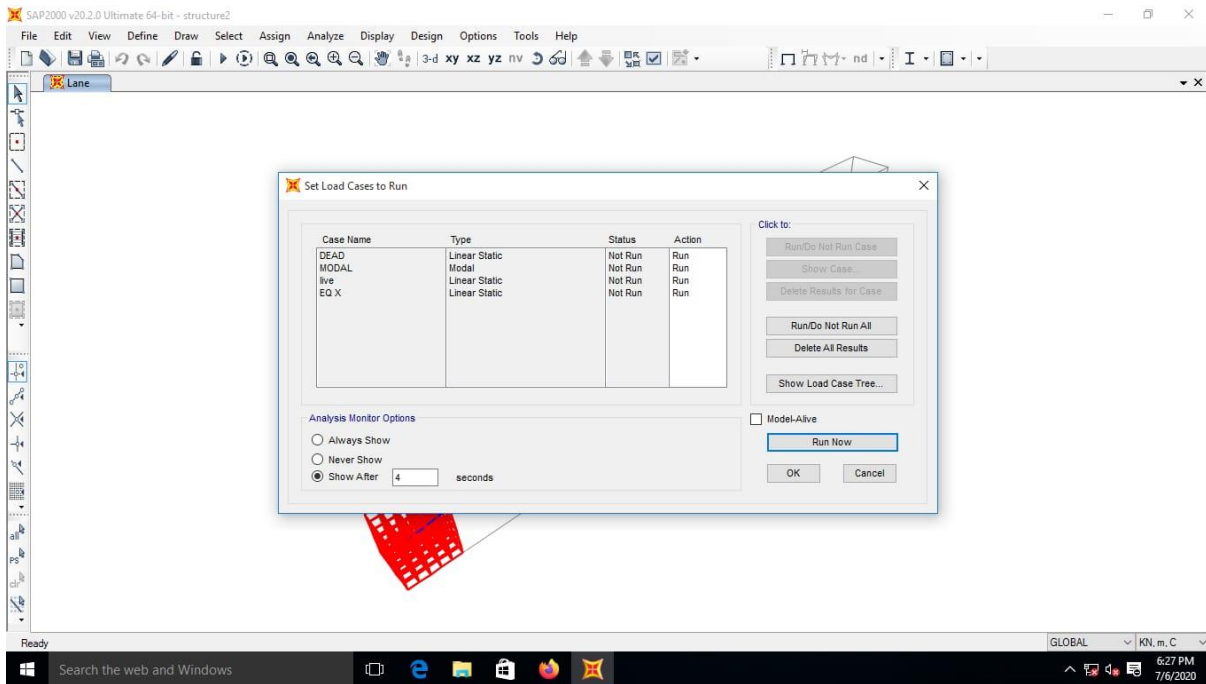 SAP2000 v20.2.0 Ultimate 64-bit - structure2
File Edit View Define Draw Select Assign Analyze Display Design Options Tools Help
3-d xy xz yz nv nd
Lane
Set Load Cases to Run
Case Name Type Status Action
DEAD Linear Static Not Run Run
MODAL Modal Not Run Run
live Linear Static Not Run Run
EQ X Linear Static Not Run Run
Click to:
Run/Do Not Run Case
Show Case...
Delete Results for Case
Run/Do Not Run All
Delete All Results
Show Load Case Tree...
Analysis Monitor Options
Always Show
Never Show
Show After 4 seconds
Model-Alive
Run Now
OK Cancel
all
PS
clr
Ready GLOBAL KN, m, C
Search the web and Windows
6:27 PM
7/6/2020